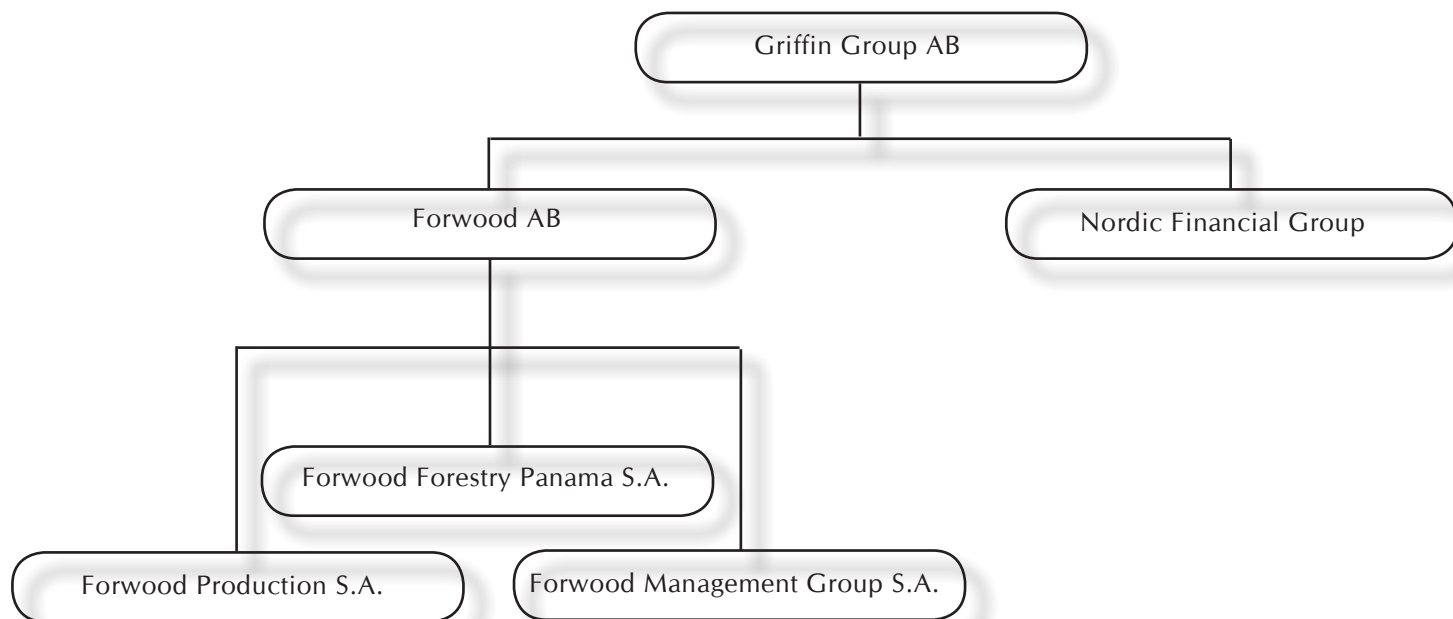 Griffin Group AB
Forwood AB
Nordic Financial Group
Forwood Forestry Panama S.A.
Forwood Production S.A.
Forwood Management Group S.A.